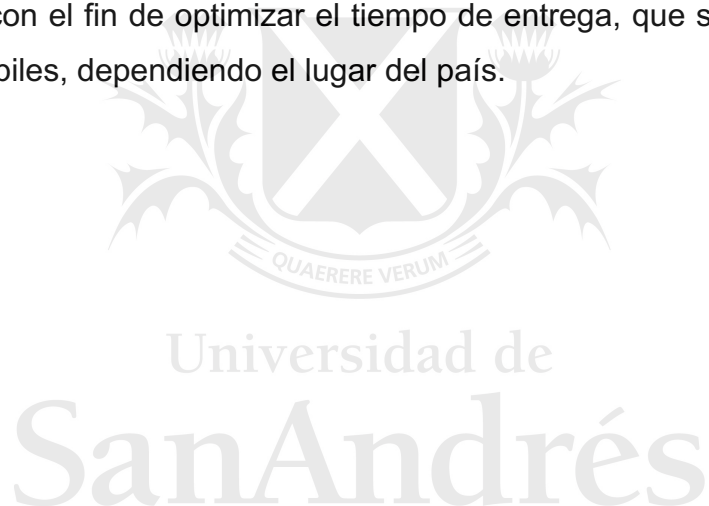 con el fin de optimizar el tiempo de entrega, que s
biles, dependiendo el lugar del país.
QUAERERE VERUM
Universidad de
SanAndrés